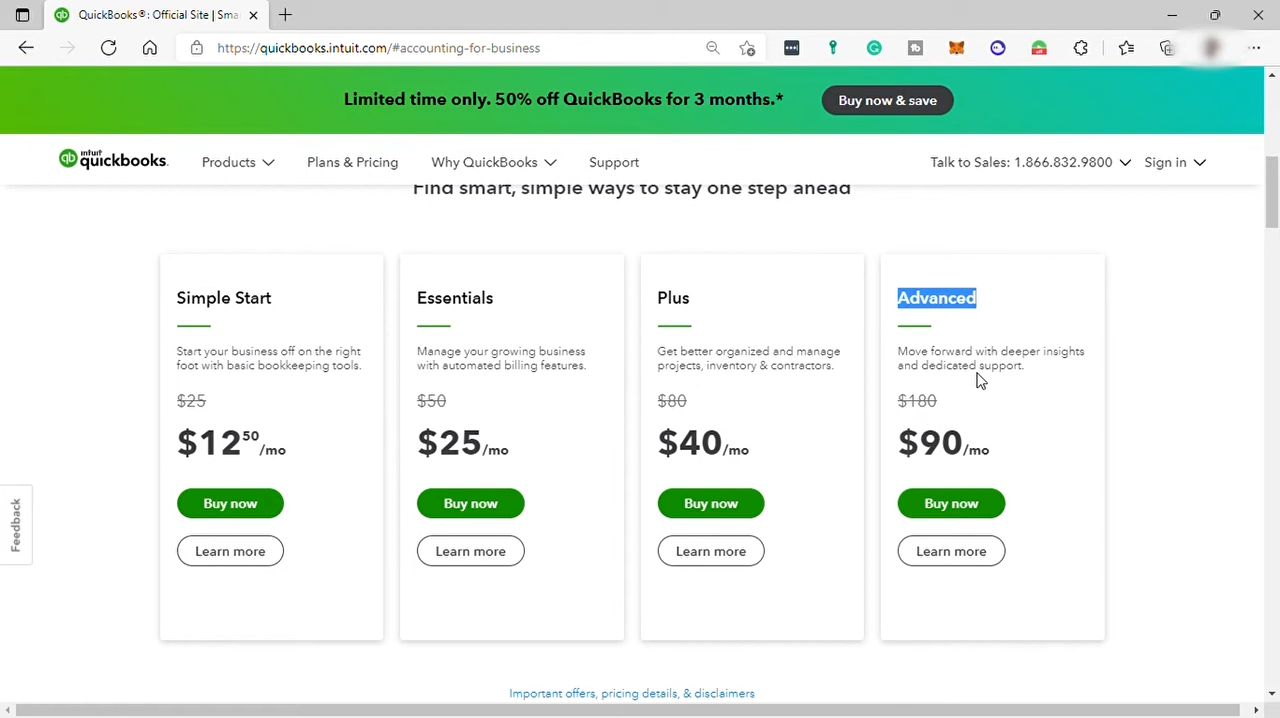 QuickBooks®: Official Site | Sma
https://quickbooks.intuit.com/#accounting-for-business
Limited time only. 50% off QuickBooks for 3 months.*
Buy now & save
intuit
quickbooks.
Products
Plans & Pricing
Why QuickBooks
Support
Talk to Sales: 1.866.832.9800
Sign in
Find smart, simple ways to stay one step ahead
Simple Start
Start your business off on the right
foot with basic bookkeeping tools.
$25
$12 50 /mo
Buy now
Learn more
Essentials
Manage your growing business
with automated billing features.
$50
$25/mo
Buy now
Learn more
Plus
Get better organized and manage
projects, inventory & contractors.
$80
$40/mo
Buy now
Learn more
Advanced
Move forward with deeper insights
and dedicated support.
$180
$90/mo
Buy now
Learn more
Feedback
Important offers, pricing details, & disclaimers